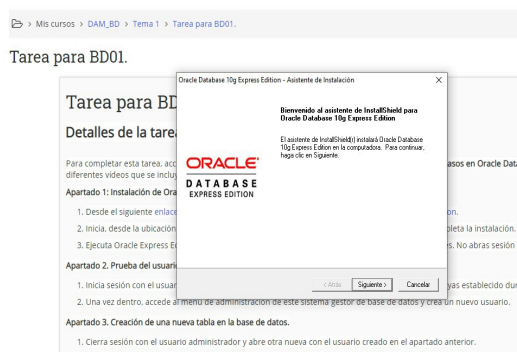 > Mis cursos > DAM_BD > Tema 1 > Tarea para BD01.
Tarea para BD01.
Tarea para BD
Detalles de la tarea
Para completar esta tarea, acc
asos en Oracle Data
diferentes vídeos que se incluy
Apartado 1: Instalación de Ora
1. Desde el siguiente enlace
on.
2. Inicia, desde la ubicación
pleta la instalación.
3. Ejecuta Oracle Express E
s. No abras sesión
Apartado 2. Prueba del usuari
1. Inicia sesión con el usuar
yas establecido dur
2. Una vez dentro, accede al menú de administración de este sistema gestor de base de datos y crea un nuevo usuario.
Apartado 3. Creación de una nueva tabla en la base de datos.
1. Cierra sesión con el usuario administrador y abre otra nueva con el usuario creado en el apartado anterior.
Oracle Database 10g Express Edition - Asistente de Instalación
Bienvenido al asistente de InstallShield para
Oracle Database 10g Express Edition
El asistente de InstallShield(r) instalará Oracle Database
10g Express Edition en la computadora. Para continuar,
haga clic en Siguiente.
ORACLE
DATABASE
EXPRESS EDITION
< Atrás
Siguiente >
Cancelar